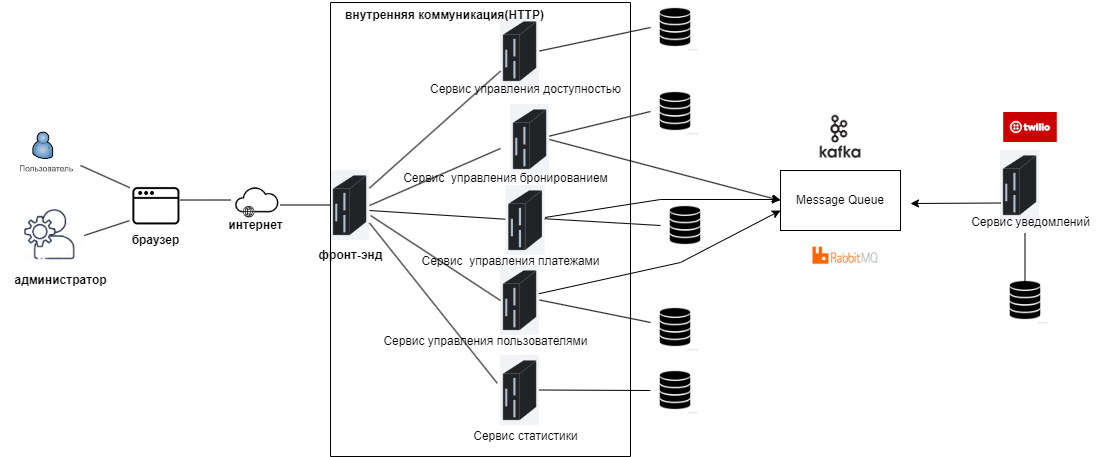 внутренняя коммуникация(HTTP)
Сервис управления доступностью
Пользователь
kafka
twilio
Сервис управления бронированием
Message Queue
браузер
интернет
Сервис уведомлений
фронт-энд
Сервис управления платежами
RabbitMQ
администратор
Сервис управления пользователями
Сервис статистики